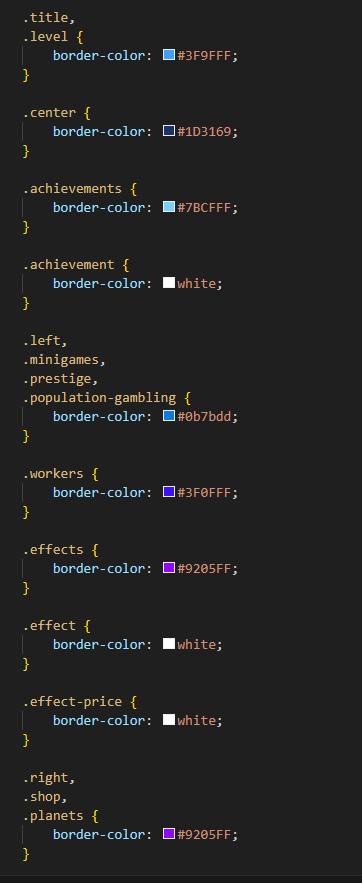 .title,
.level {
border-color: #3F9FFF;
}
.center {
border-color: #1D3169;
}
.achievements {
border-color: #7BCFFF;
}
.achievement {
border-color: white;
}
.left,
.minigames,
.prestige,
.population-gambling {
border-color: #0b7bdd;
}
.workers {
border-color: #3F0FFF;
}
.effects {
border-color: #9205FF;
}
.effect {
border-color: white;
}
.effect-price {
border-color: white;
}
.right,
.shop,
.planets {
border-color: #9205FF;
}